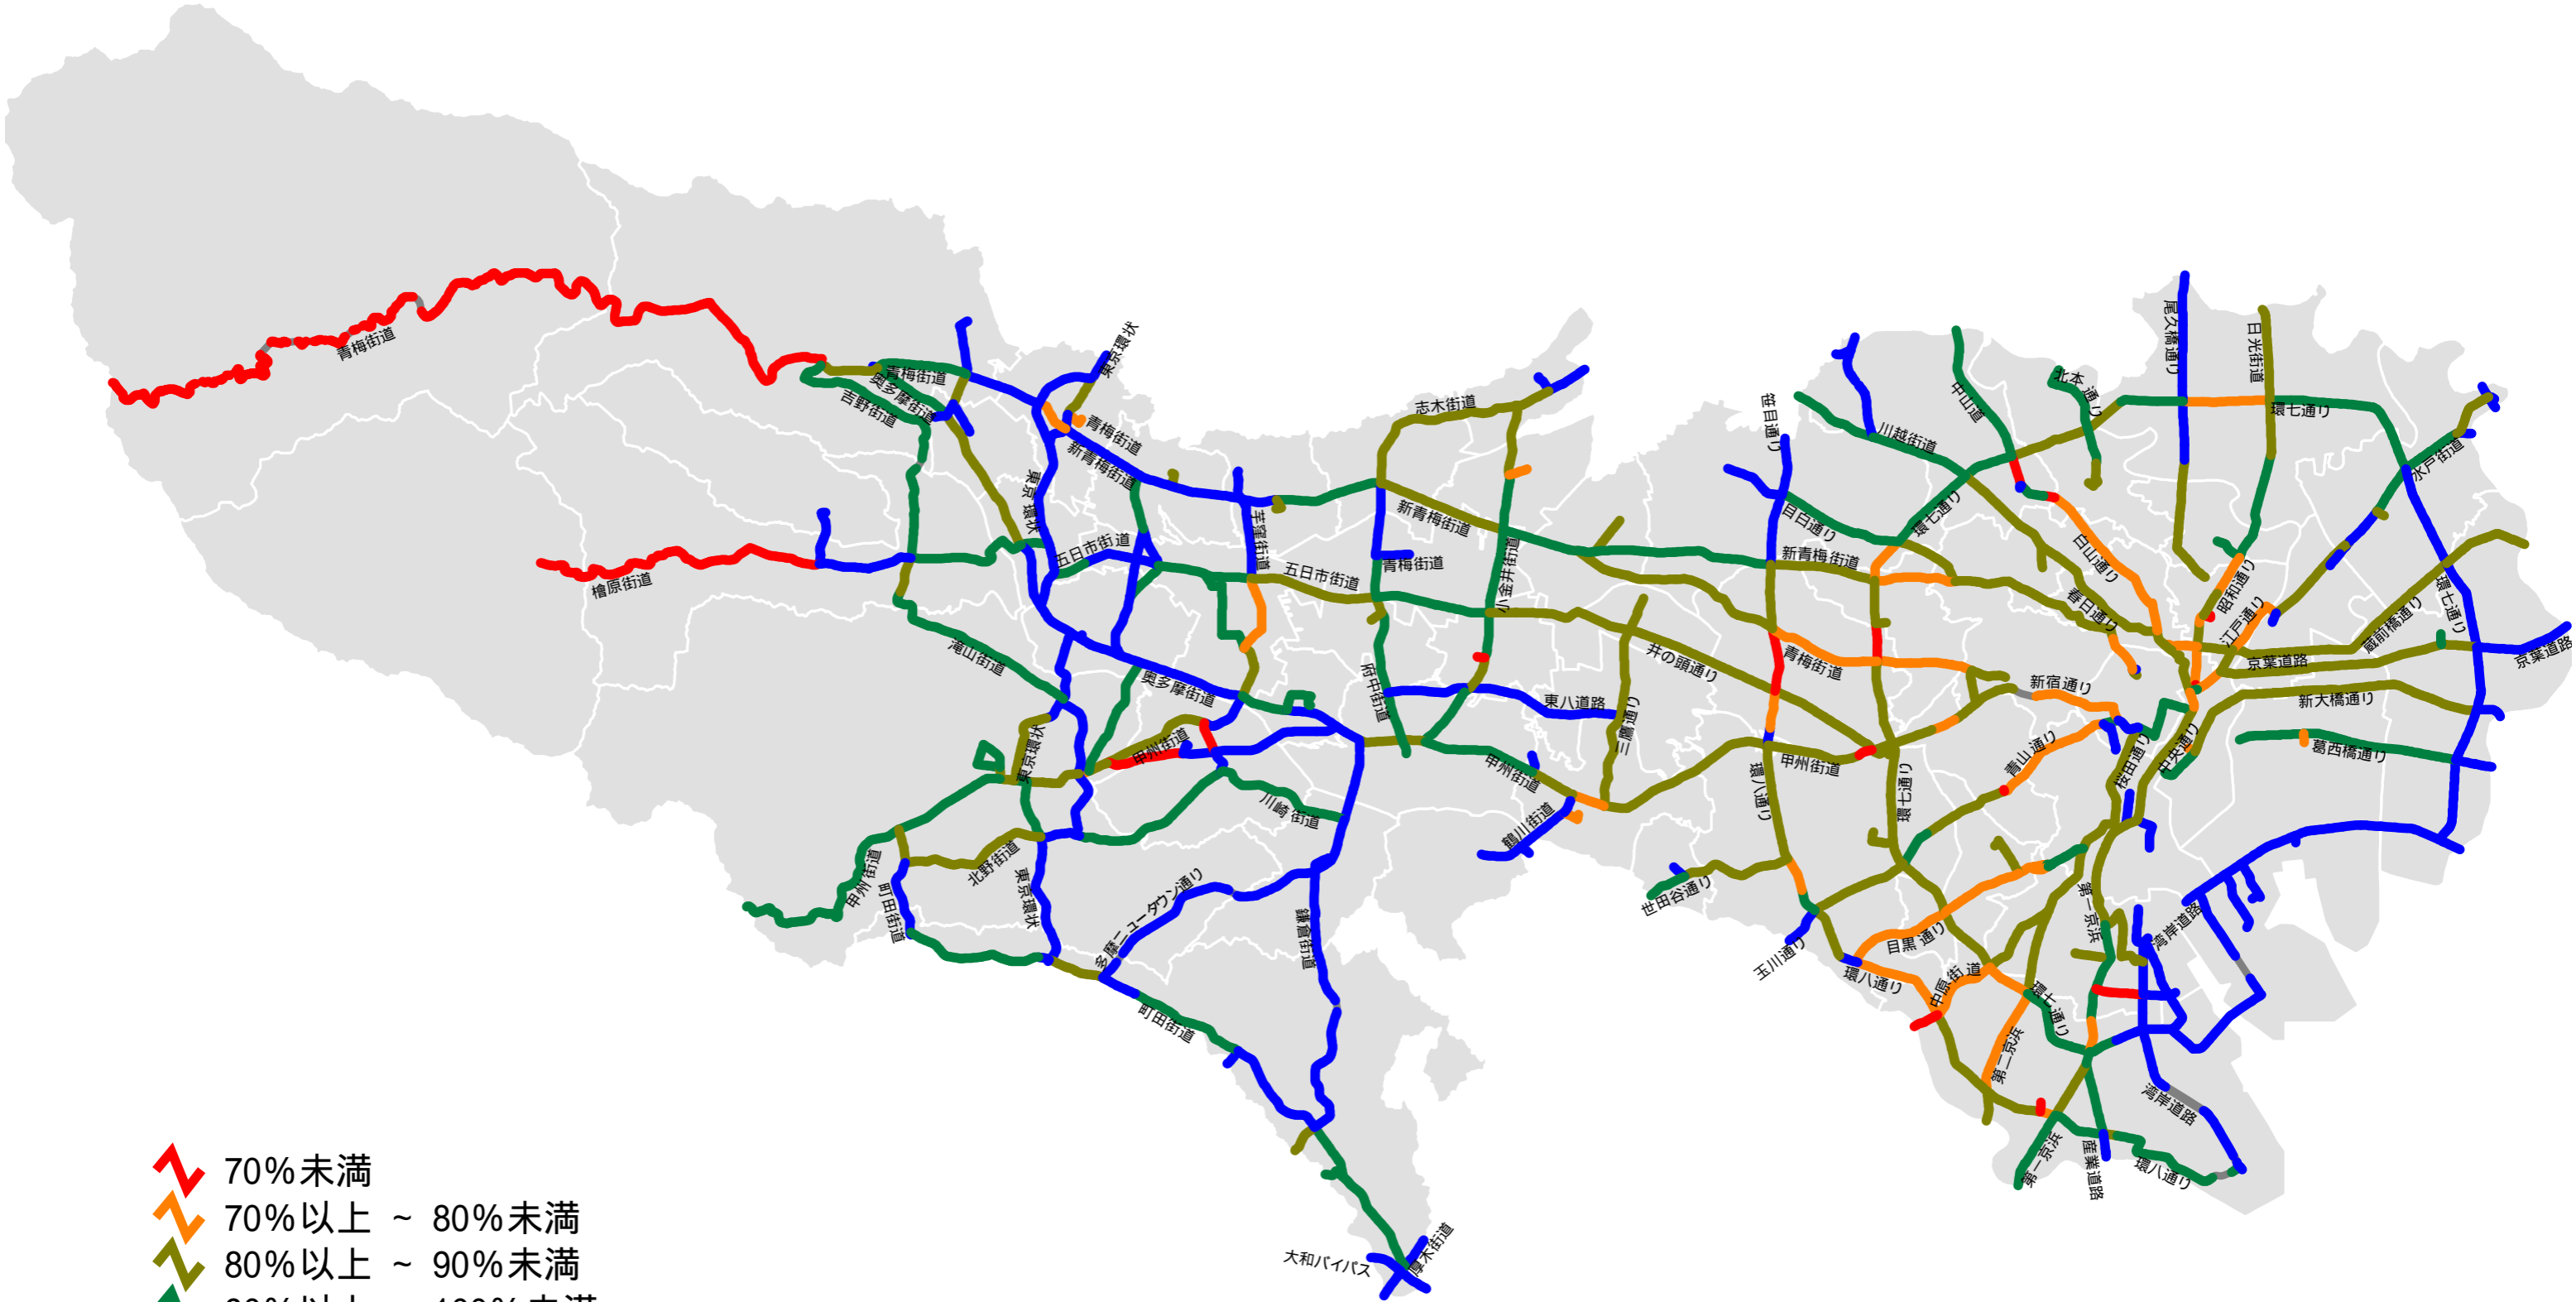 青梅街道
檜原街道
青梅街道
奥多摩街道
吉野街道
東京環状
青梅街道
新青梅街道
東京環状
五日市街道
芋窪街道
滝山街道
奥多摩街道
甲州街道
東京環状
川崎街道
甲州街道
町田街道
北野街道
東京環状
多摩ニュータウン通り
町田街道
鎌倉街道
大和バイパス
厚木街道
志木街道
新青梅街道
青梅街道
五日市街道
小金井街道
府中街道
東八道路
三鷹通り
井の頭通り
甲州街道
鶴川街道
世田谷通り
笹目通り
川越街道
目白通り
新青梅街道
環七通り
中山道
北本通り
尾久橋通り
日光街道
環七通り
水戸街道
白山通り
春日通り
昭和通り
江戸通り
蔵前橋通り
環七通り
京葉道路
京葉道路
青梅街道
新宿通り
新大橋通り
葛西橋通り
甲州街道
環八通り
環七通り
青山通り
桜田通り
中央通り
玉川通り
目黒通り
環八通り
中原街道
環七通り
第二京浜
第一京浜
湾岸道路
湾岸道路
第一京浜
産業道路
環八通り
70%未満
70%以上 ~ 80%未満
80%以上 ~ 90%未満